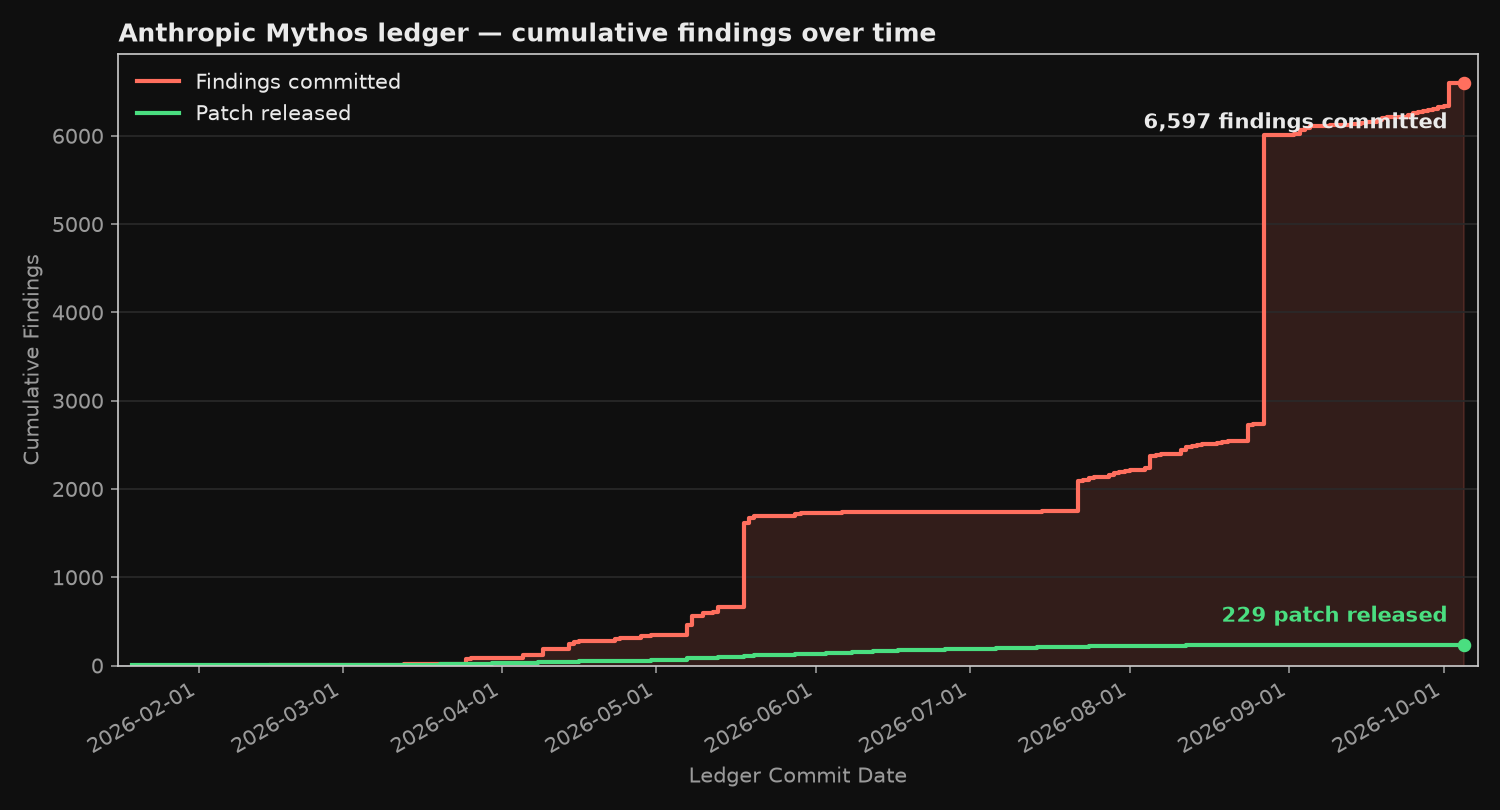 Anthropic Mythos ledger — cumulative findings over time
Findings committed
Patch released
6,597 findings committed
229 patch released
Cumulative Findings
6000
5000
4000
3000
2000
1000
0
2026-02-01
2026-03-01
2026-04-01
2026-05-01
2026-06-01
2026-07-01
2026-08-01
2026-09-01
2026-10-01
Ledger Commit Date